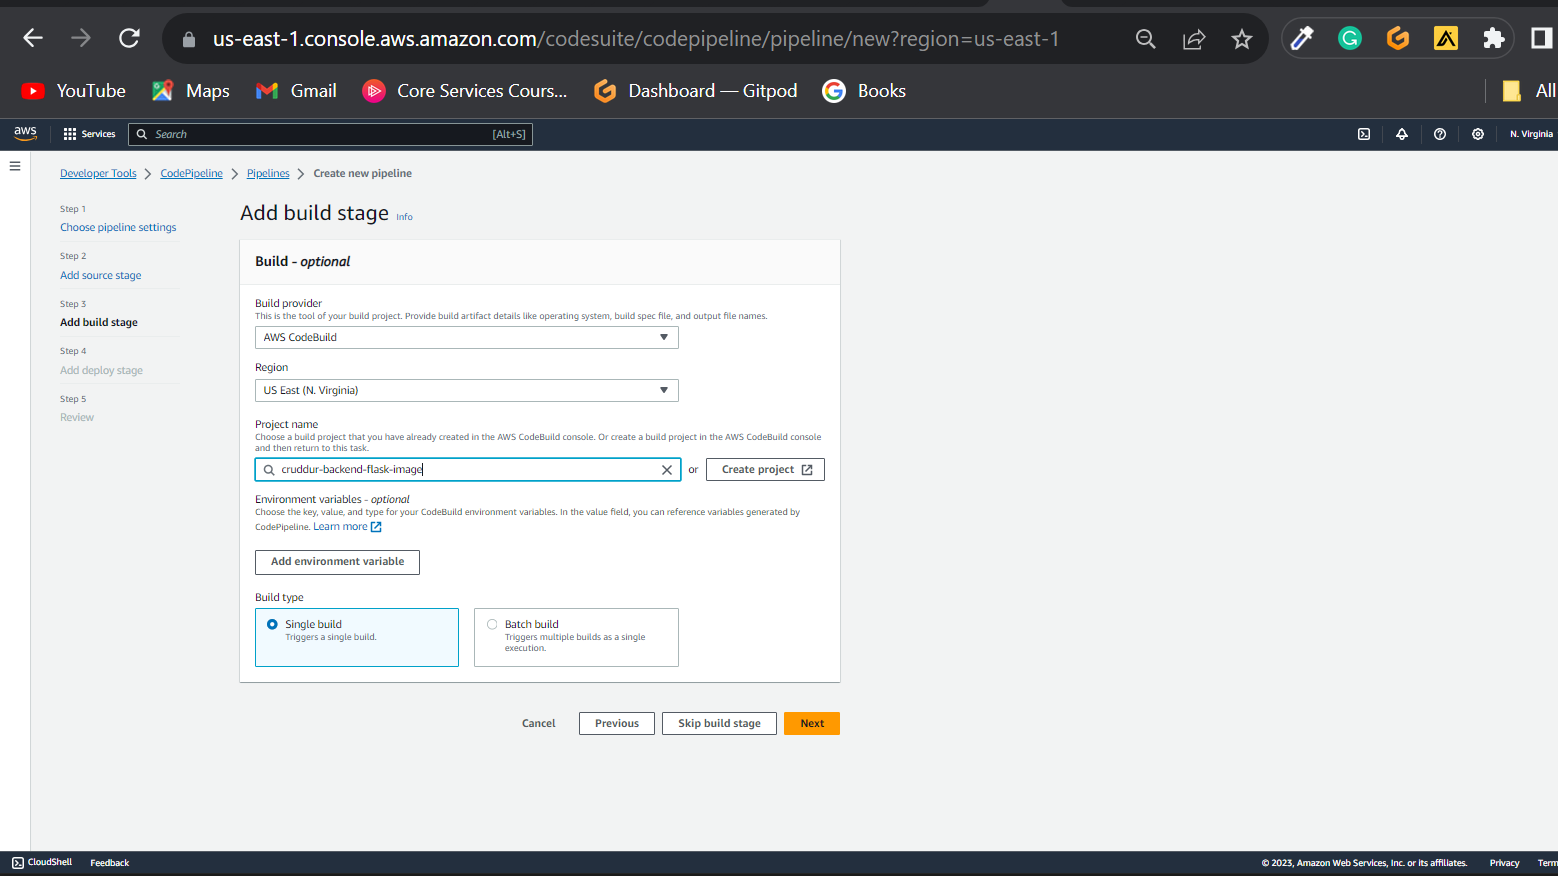 us-east-1.console.aws.amazon.com/codesuite/codepipeline/pipeline/new?region=us-east-1
YouTube Maps Gmail Core Services Cours... Dashboard — Gitpod Books All
aws Services Search [Alt+S] N. Virginia
Developer Tools CodePipeline Pipelines Create new pipeline
Step 1
Choose pipeline settings
Step 2
Add source stage
Step 3
Add build stage
Step 4
Add deploy stage
Step 5
Review
Add build stage Info
Build - optional
Build provider
This is the tool of your build project. Provide build artifact details like operating system, build spec file, and output file names.
AWS CodeBuild
Region
US East (N. Virginia)
Project name
Choose a build project that you have already created in the AWS CodeBuild console. Or create a build project in the AWS CodeBuild console
and then return to this task.
cruddur-backend-flask-image or Create project
Environment variables - optional
Choose the key, value, and type for your CodeBuild environment variables. In the value field, you can reference variables generated by
CodePipeline. Learn more
Add environment variable
Build type
Single build
Triggers a single build.
Batch build
Triggers multiple builds as a single
execution.
Cancel Previous Skip build stage Next
CloudShell Feedback © 2023, Amazon Web Services, Inc. or its affiliates. Privacy Term